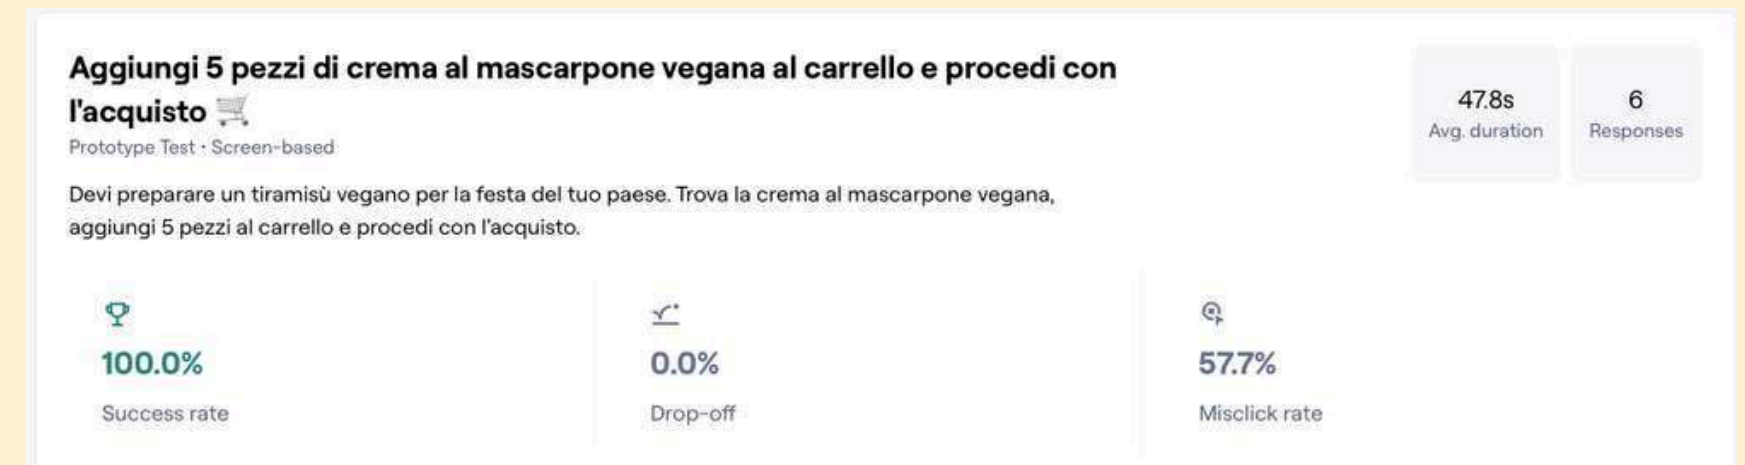 Aggiungi 5 pezzi di crema al mascarpone vegana al carrello e procedi con
l'acquisto 🛒
Prototype Test • Screen-based
47.8s
Avg. duration
6
Responses
Devi preparare un tiramisù vegano per la festa del tuo paese. Trova la crema al mascarpone vegana,
aggiungi 5 pezzi al carrello e procedi con l'acquisto.
100.0%
Success rate
0.0%
Drop-off
57.7%
Misclick rate